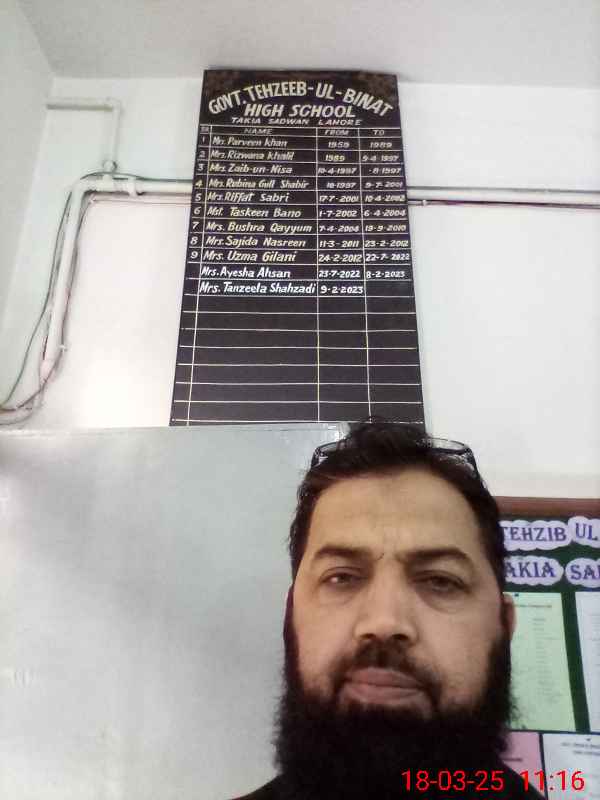 GOVT. TEHZEEB-UL-BINAT
HIGH SCHOOL
TAKIA SADWAN LAHORE
SR NAME FROM TO
1 Mrs. Parveen Khan 1959 1989
2 Mrs. Rizwana Khalil 1989 9-4-1997
3 Mrs. Zaib-un-Nisa 10-4-1997 -8-1997
4 Mrs. Rubina Gull Shabir 10-1997 9-7-2001
5 Mrs. Riffat Sabri 17-7-2001 10-4-2002
6 Mst. Taskeen Bano 1-7-2002 6-4-2004
7 Mrs. Bushra Qayyum 7-4-2004 19-9-2010
8 Mrs. Sajida Nasreen 11-3-2011 23-2-2012
9 Mrs. Uzma Gilani 24-2-2012 22-7-2022
Mrs. Ayesha Ahsan 23-7-2022 8-2-2023
Mrs. Tanzeela Shahzadi 9-2-2023
TEHZIB UL
AKIA SA
18-03-25 11:16